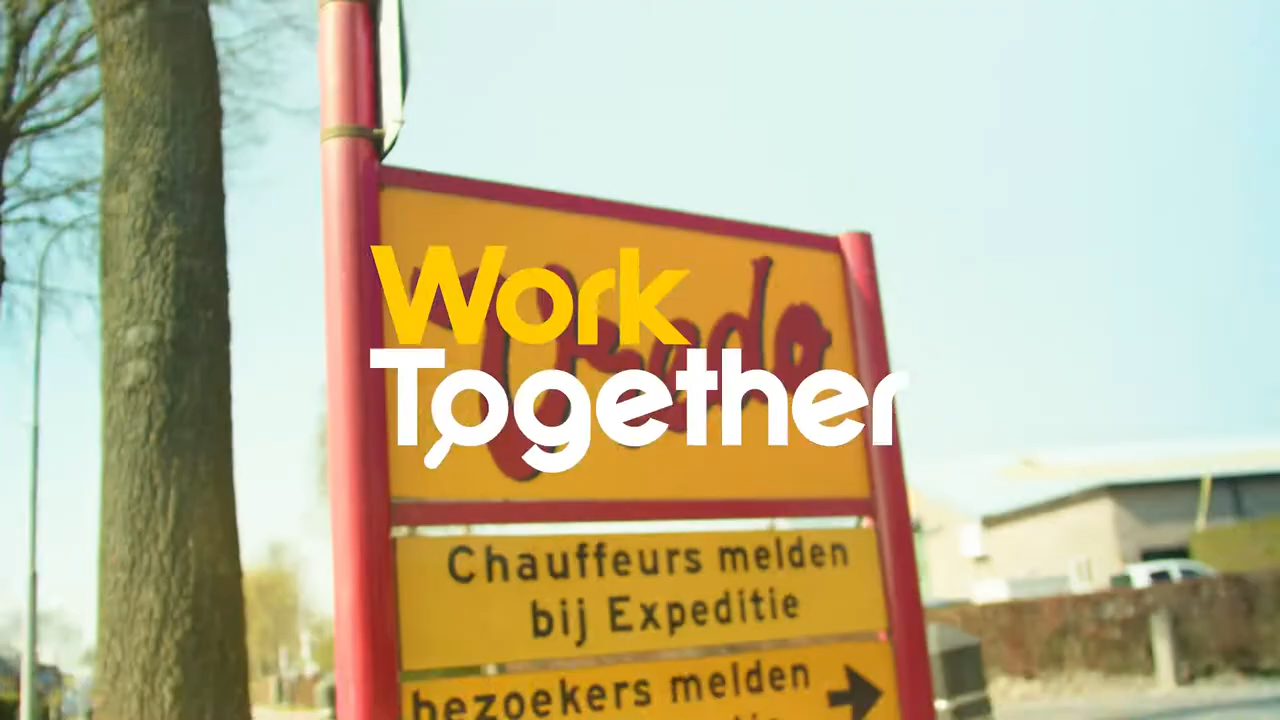 Work
Together
Chauffeurs melden
bij Expeditie
bezoekers melden